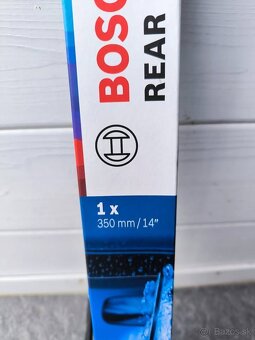 BOSC
REAR
1 x
350 mm/14"
Bazos.sk